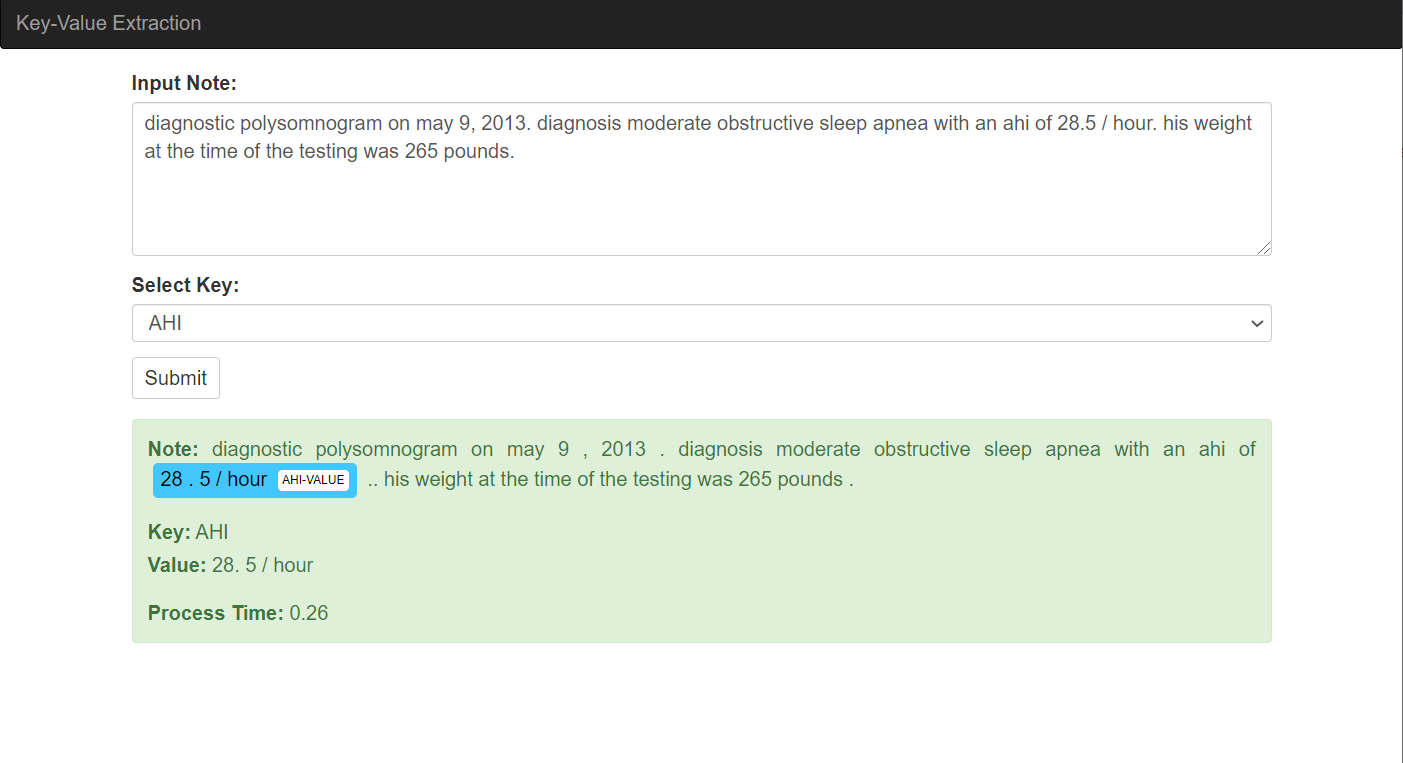 Key-Value Extraction
Input Note:
diagnostic polysomnogram on may 9, 2013. diagnosis moderate obstructive sleep apnea with an ahi of 28.5 / hour. his weight
at the time of the testing was 265 pounds.
Select Key:
AHI
Submit
Note: diagnostic polysomnogram on may 9 , 2013 . diagnosis moderate obstructive sleep apnea with an ahi of
28 . 5 / hour AHI-VALUE .. his weight at the time of the testing was 265 pounds .
Key: AHI
Value: 28. 5 / hour
Process Time: 0.26